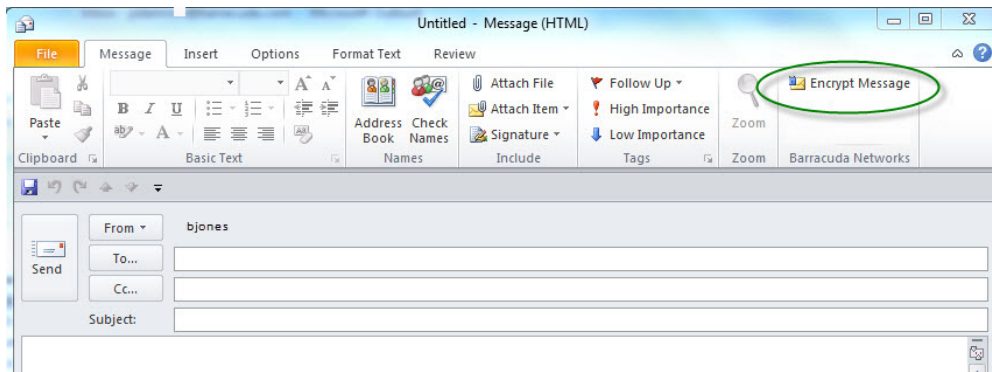 Untitled - Message (HTML)
File Message Insert Options Format Text Review
Paste
B I U
A A
ab A
Aa
Address Book
Check Names
Attach File
Attach Item
Signature
Follow Up
High Importance
Low Importance
Zoom
Encrypt Message
Clipboard Basic Text Names Include Tags Zoom Barracuda Networks
Send
From bjones
To...
Cc...
Subject: